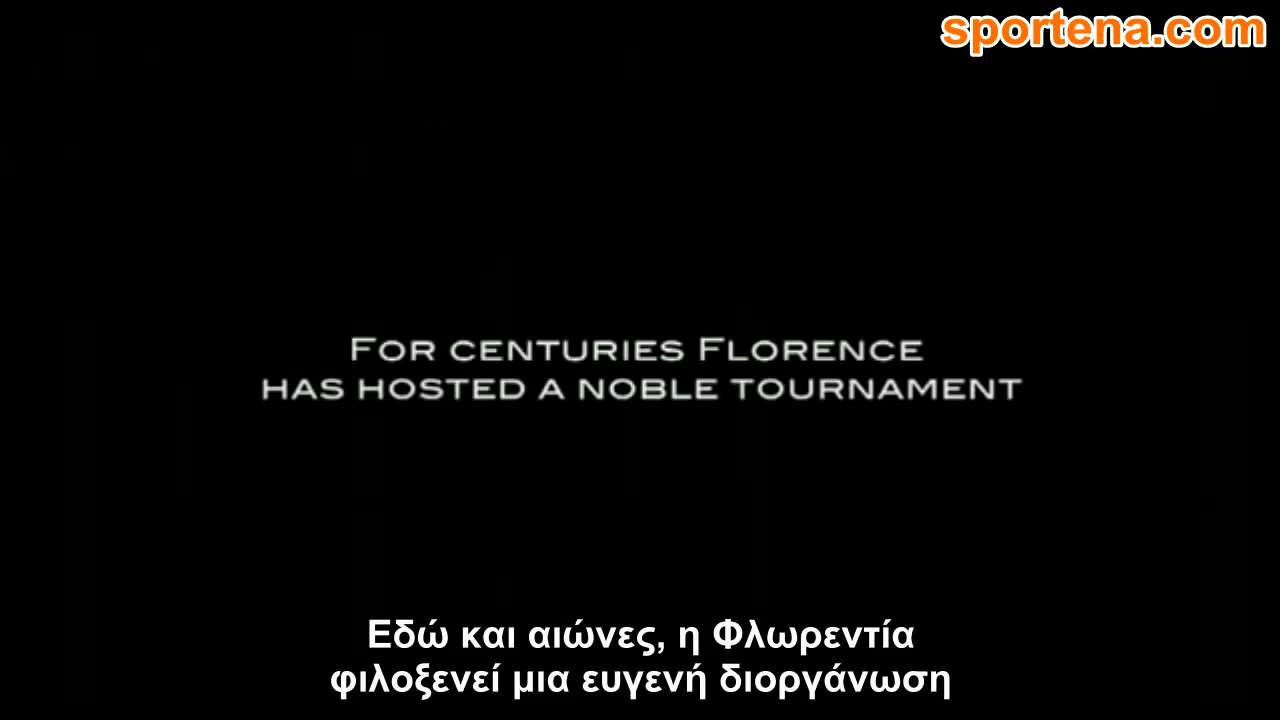 sportena.com
FOR CENTURIES FLORENCE
HAS HOSTED A NOBLE TOURNAMENT
Εδώ και αιώνες, η Φλωρεντία
φιλοξενεί μια ευγενή διοργάνωση